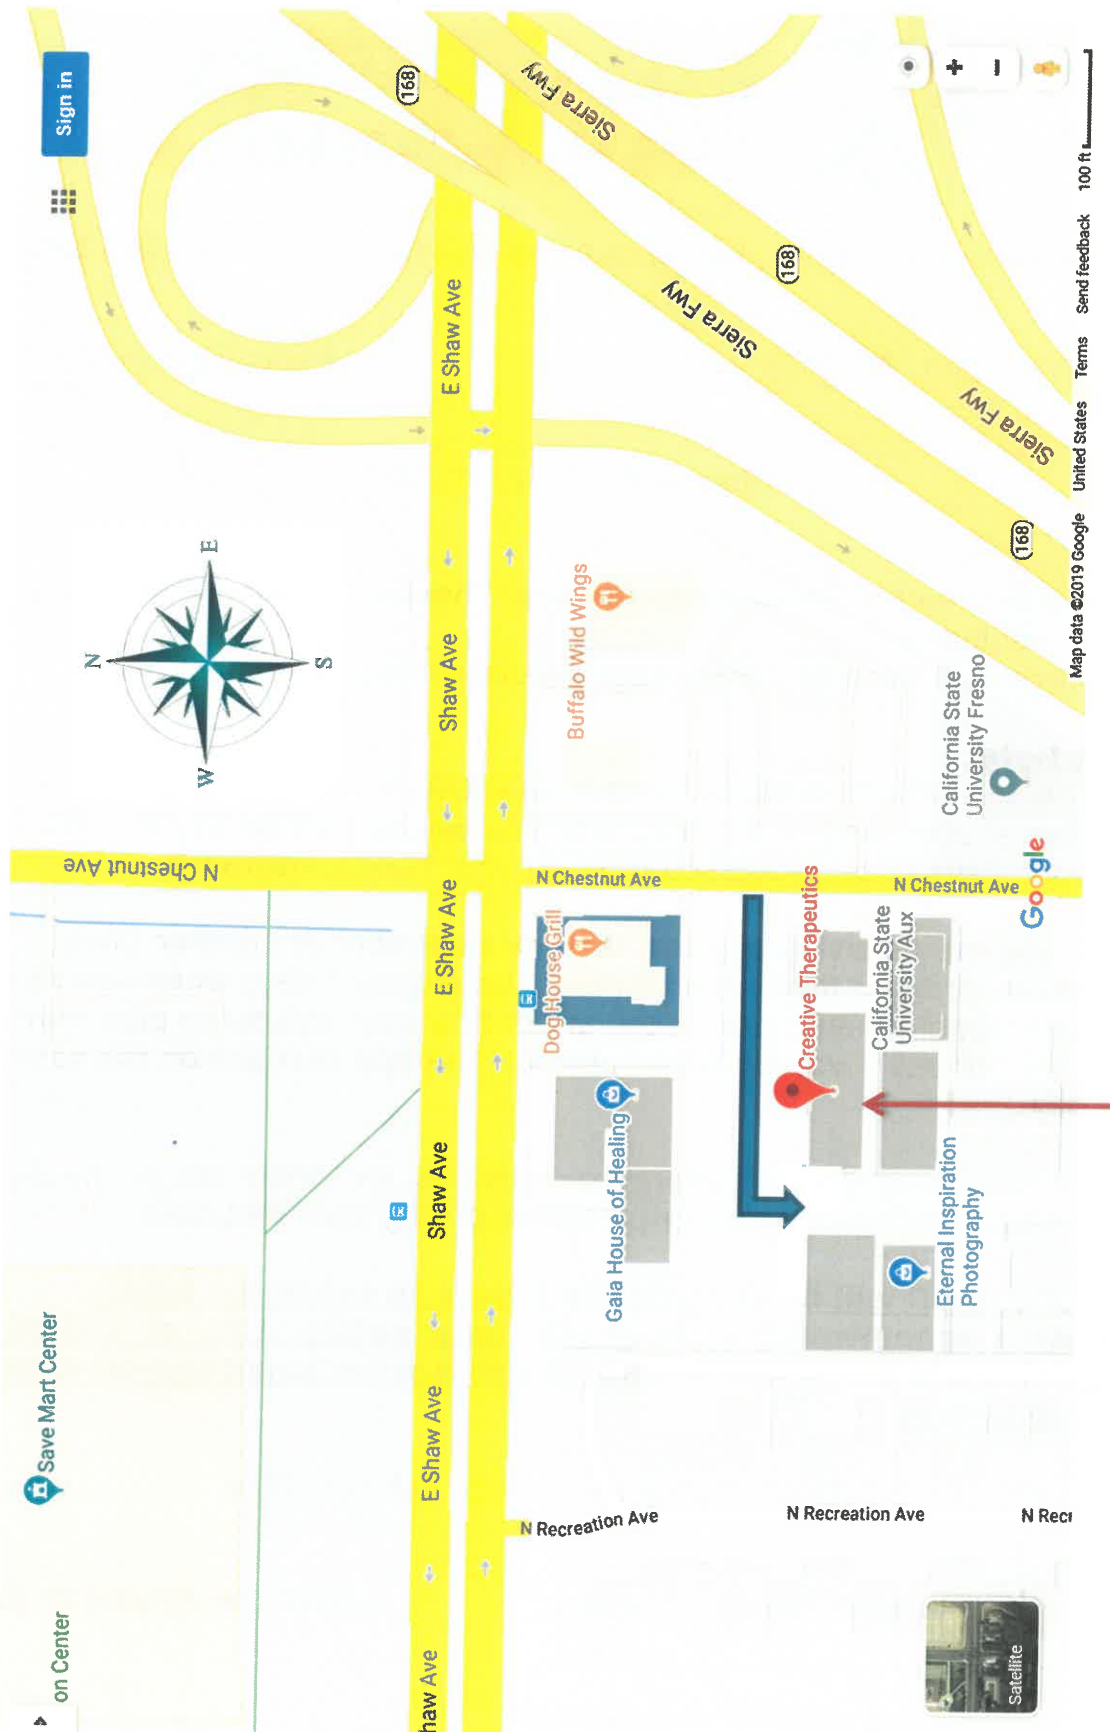 Save Mart Center
Sign in
on Center
N
W
E
S
N Chestnut Ave
168
haw Ave
E Shaw Ave
Shaw Ave
E Shaw Ave
Shaw Ave
E Shaw Ave
Sierra Fwy
N Recreation Ave
Dog House Grill
N Chestnut Ave
Buffalo Wild Wings
Gaia House of Healing
Sierra Fwy
168
N Recreation Ave
Creative Therapeutics
California State
University Aux
N Chestnut Ave
Eternal Inspiration
Photography
California State
University Fresno
Sierra Fwy
168
N Recr
Satellite
Google
Map data ©2019 Google United States Terms Send feedback 100 ft